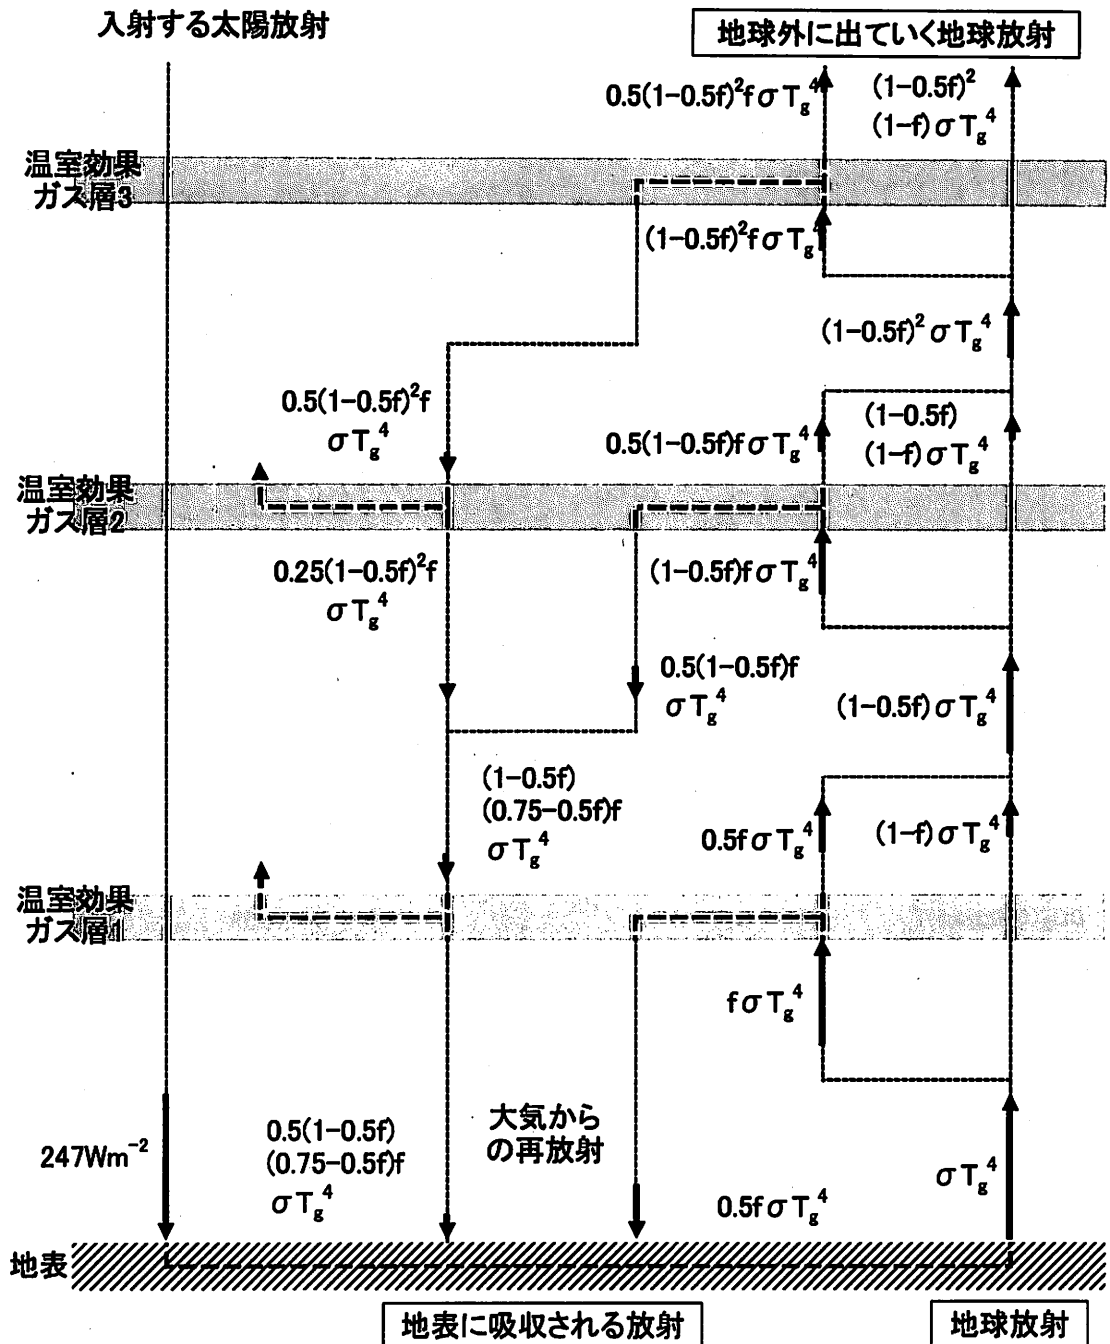 入射する太陽放射
地球外に出ていく地球放射
0.5(1-0.5f)²fσTg⁴
(1-0.5f)²
(1-f)σTg⁴
温室効果
ガス層3
(1-0.5f)²fσTg⁴
(1-0.5f)²σTg⁴
0.5(1-0.5f)²f
σTg⁴
0.5(1-0.5f)fσTg⁴
(1-0.5f)
(1-f)σTg⁴
温室効果
ガス層2
0.25(1-0.5f)²f
σTg⁴
(1-0.5f)fσTg⁴
0.5(1-0.5f)f
σTg⁴
(1-0.5f)σTg⁴
(1-0.5f)
(0.75-0.5f)f
σTg⁴
0.5fσTg⁴
(1-f)σTg⁴
温室効果
ガス層1
fσTg⁴
247Wm⁻²
0.5(1-0.5f)
(0.75-0.5f)f
σTg⁴
大気から
の再放射
0.5fσTg⁴
σTg⁴
地表
地表に吸収される放射
地球放射